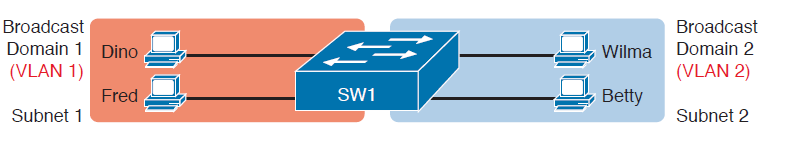 Broadcast
Domain 1
(VLAN 1)
Subnet 1
Dino
Fred
SW1
Wilma
Betty
Broadcast
Domain 2
(VLAN 2)
Subnet 2